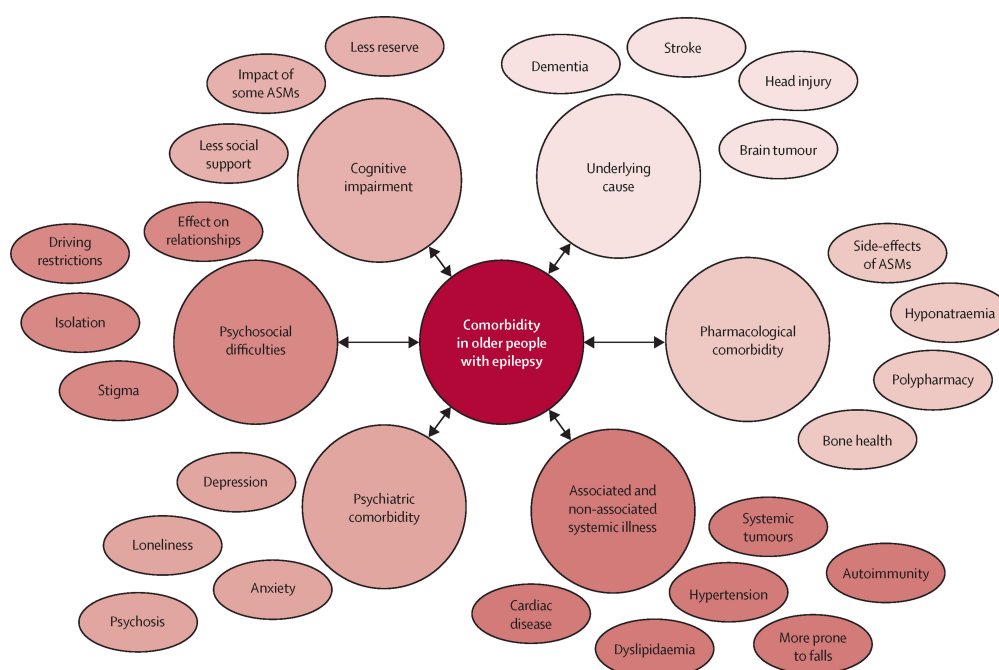 Less reserve
Impact of
some ASMs
Less social
support
Cognitive
impairment
Dementia
Stroke
Head injury
Brain tumour
Underlying
cause
Effect on
relationships
Driving
restrictions
Isolation
Stigma
Psychosocial
difficulties
Comorbidity
in older people
with epilepsy
Side-effects
of ASMs
Hyponatraemia
Polypharmacy
Bone health
Pharmacological
comorbidity
Depression
Loneliness
Anxiety
Psychosis
Psychiatric
comorbidity
Associated and
non-associated
systemic illness
Systemic
tumours
Autoimmunity
Hypertension
Cardiac
disease
Dyslipidaemia
More prone
to falls